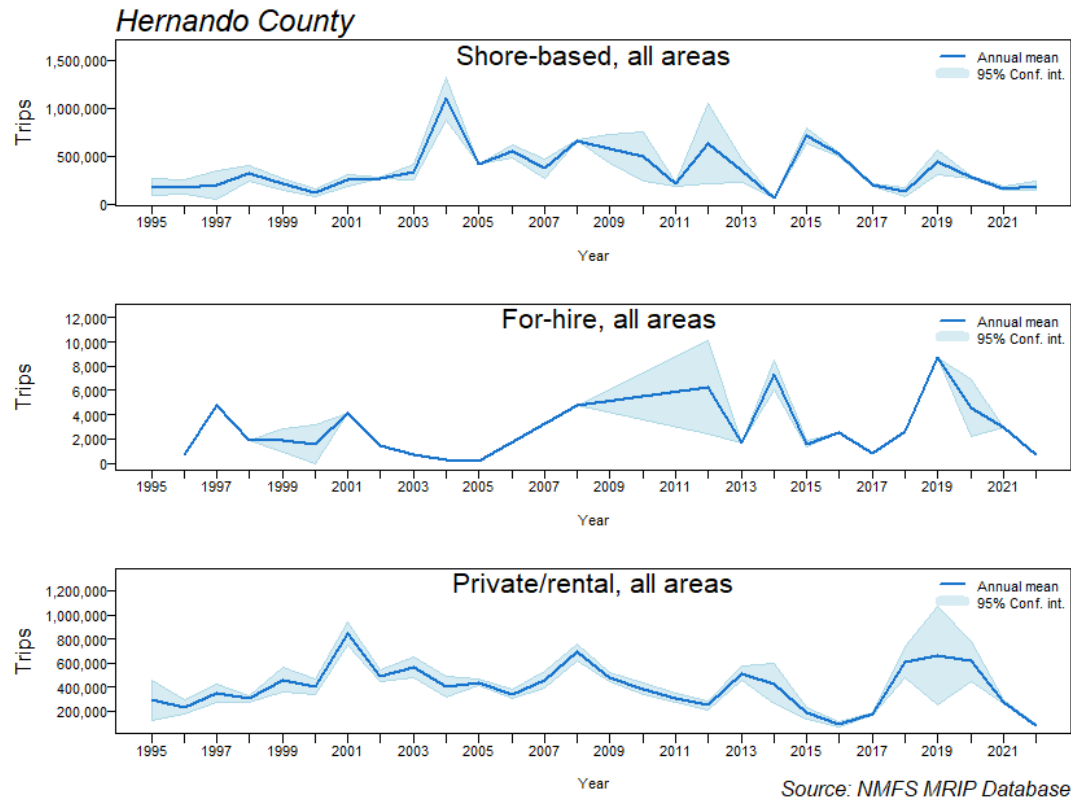 Hernando County
Shore-based, all areas
Annual mean
95% Conf. int.
Trips
1,500,000
1,000,000
500,000
0
1995 1997 1999 2001 2003 2005 2007 2009 2011 2013 2015 2017 2019 2021
Year
For-hire, all areas
Annual mean
95% Conf. int.
Trips
12,000
10,000
8,000
6,000
4,000
2,000
0
1995 1997 1999 2001 2003 2005 2007 2009 2011 2013 2015 2017 2019 2021
Year
Private/rental, all areas
Annual mean
95% Conf. int.
Trips
1,200,000
1,000,000
800,000
600,000
400,000
200,000
1995 1997 1999 2001 2003 2005 2007 2009 2011 2013 2015 2017 2019 2021
Year
Source: NMFS MRIP Database